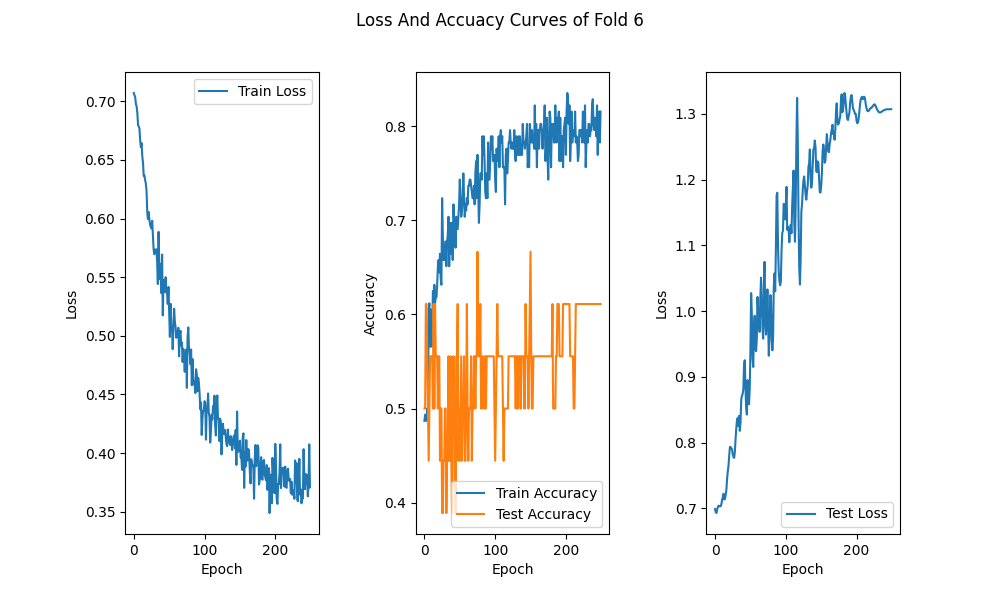 Loss And Accuacy Curves of Fold 6
Train Loss
0.70
0.65
0.60
0.55
0.50
0.45
0.40
0.35
Loss
0 100 200
Epoch
0.8
0.7
0.6
0.5
0.4
Accuracy
Train Accuracy
Test Accuracy
0 100 200
Epoch
1.3
1.2
1.1
1.0
0.9
0.8
0.7
Loss
Test Loss
0 100 200
Epoch